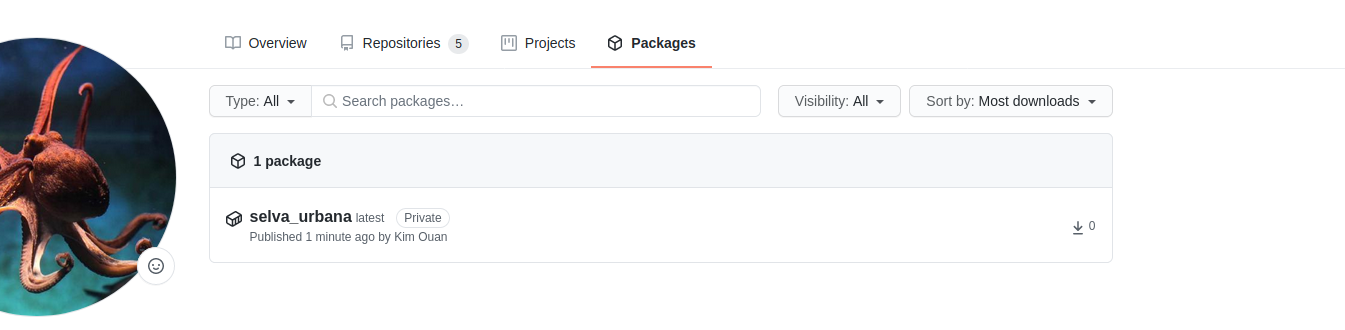 Overview Repositories 5 Projects Packages
Type: All Search packages… Visibility: All Sort by: Most downloads
1 package
selva_urbana latest Private
Published 1 minute ago by Kim Ouan 0